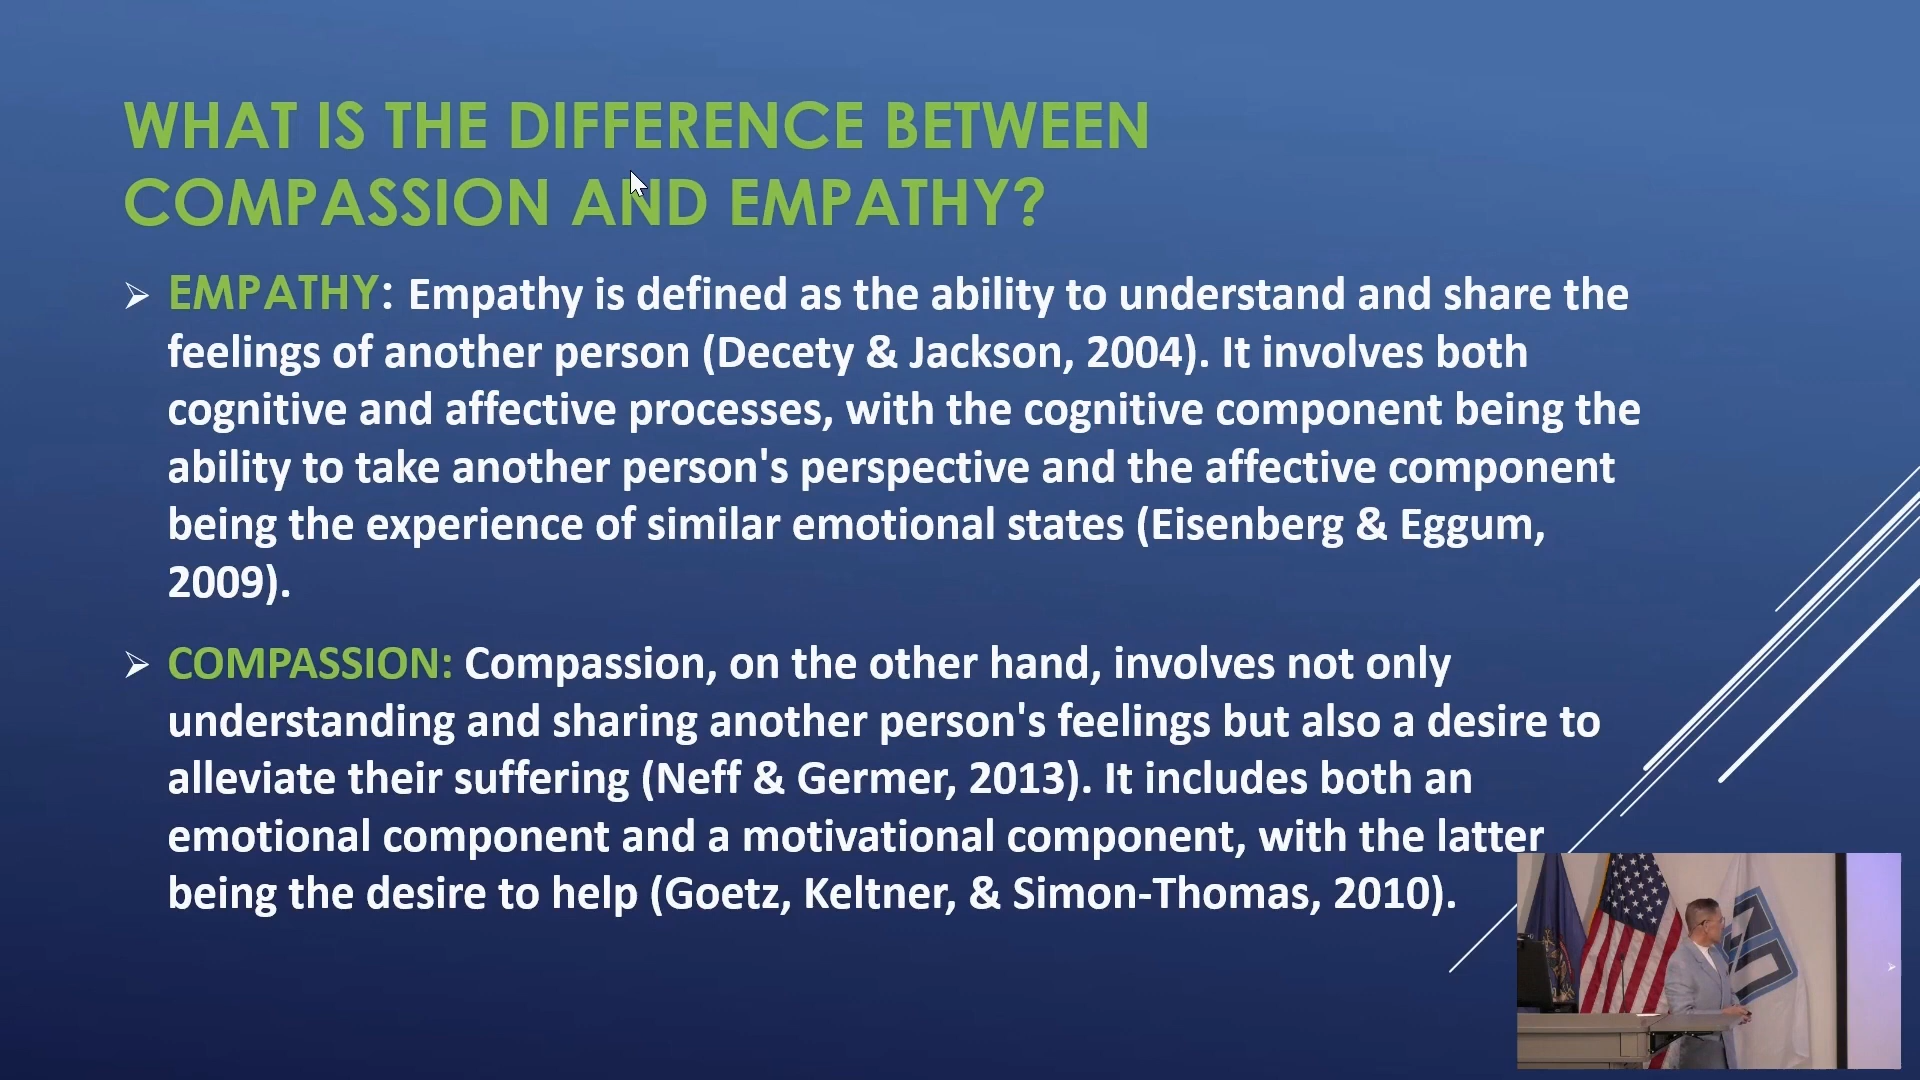 WHAT IS THE DIFFERENCE BETWEEN
COMPASSION AND EMPATHY?
➢ EMPATHY: Empathy is defined as the ability to understand and share the
feelings of another person (Decety & Jackson, 2004). It involves both
cognitive and affective processes, with the cognitive component being the
ability to take another person's perspective and the affective component
being the experience of similar emotional states (Eisenberg & Eggum,
2009).
➢ COMPASSION: Compassion, on the other hand, involves not only
understanding and sharing another person's feelings but also a desire to
alleviate their suffering (Neff & Germer, 2013). It includes both an
emotional component and a motivational component, with the latter
being the desire to help (Goetz, Keltner, & Simon-Thomas, 2010).